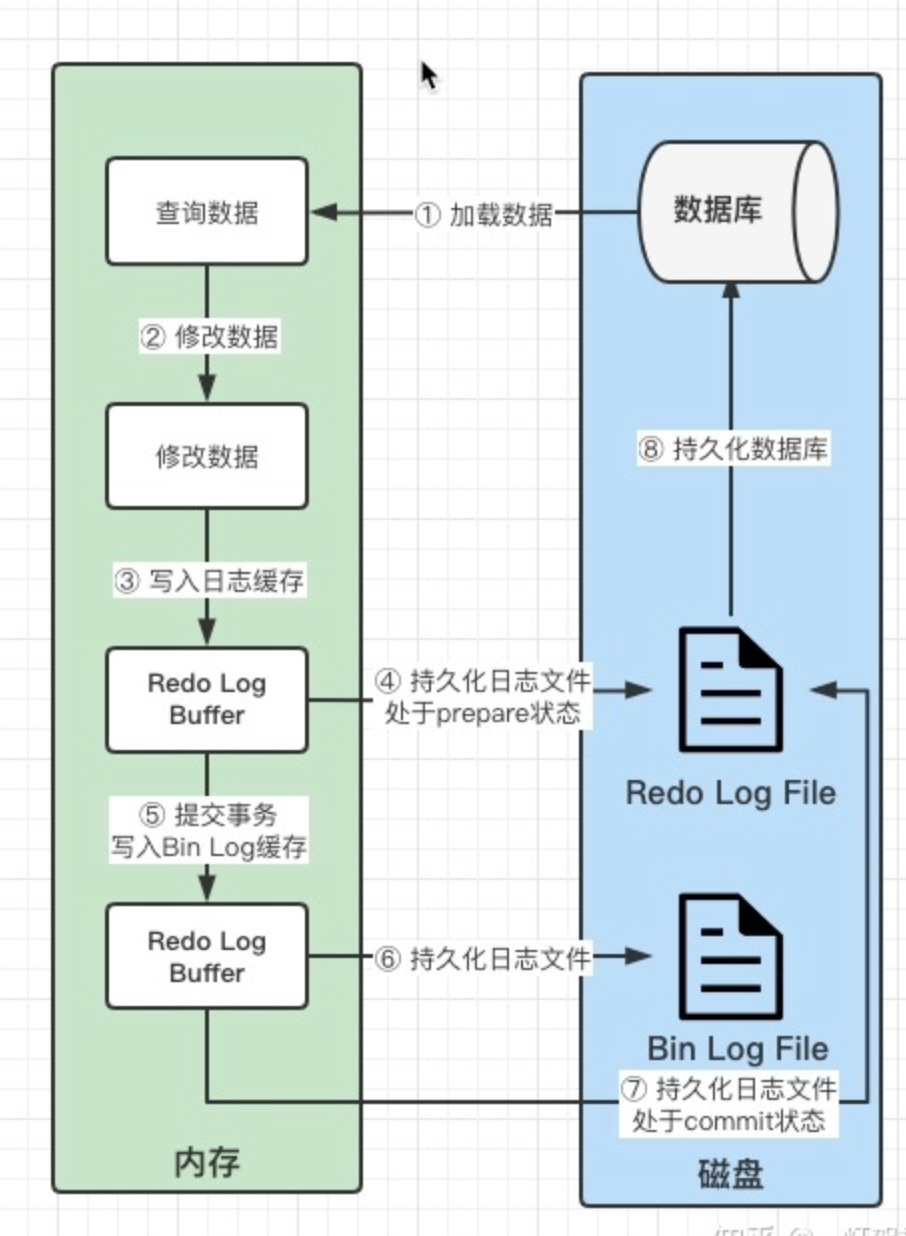 查询数据
① 加载数据
数据库
② 修改数据
修改数据
⑧ 持久化数据库
③ 写入日志缓存
Redo Log
Buffer
④ 持久化日志文件
处于prepare状态
Redo Log File
⑤ 提交事务
写入Bin Log缓存
Redo Log
Buffer
⑥ 持久化日志文件
Bin Log File
⑦ 持久化日志文件
处于commit状态
内存
磁盘